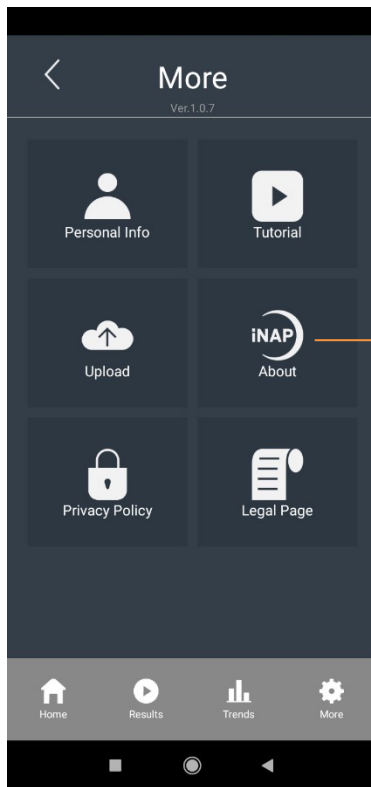 More
Ver.1.0.7
Personal Info
Tutorial
Upload
iNAP
About
Privacy Policy
Legal Page
Home
Results
Trends
More